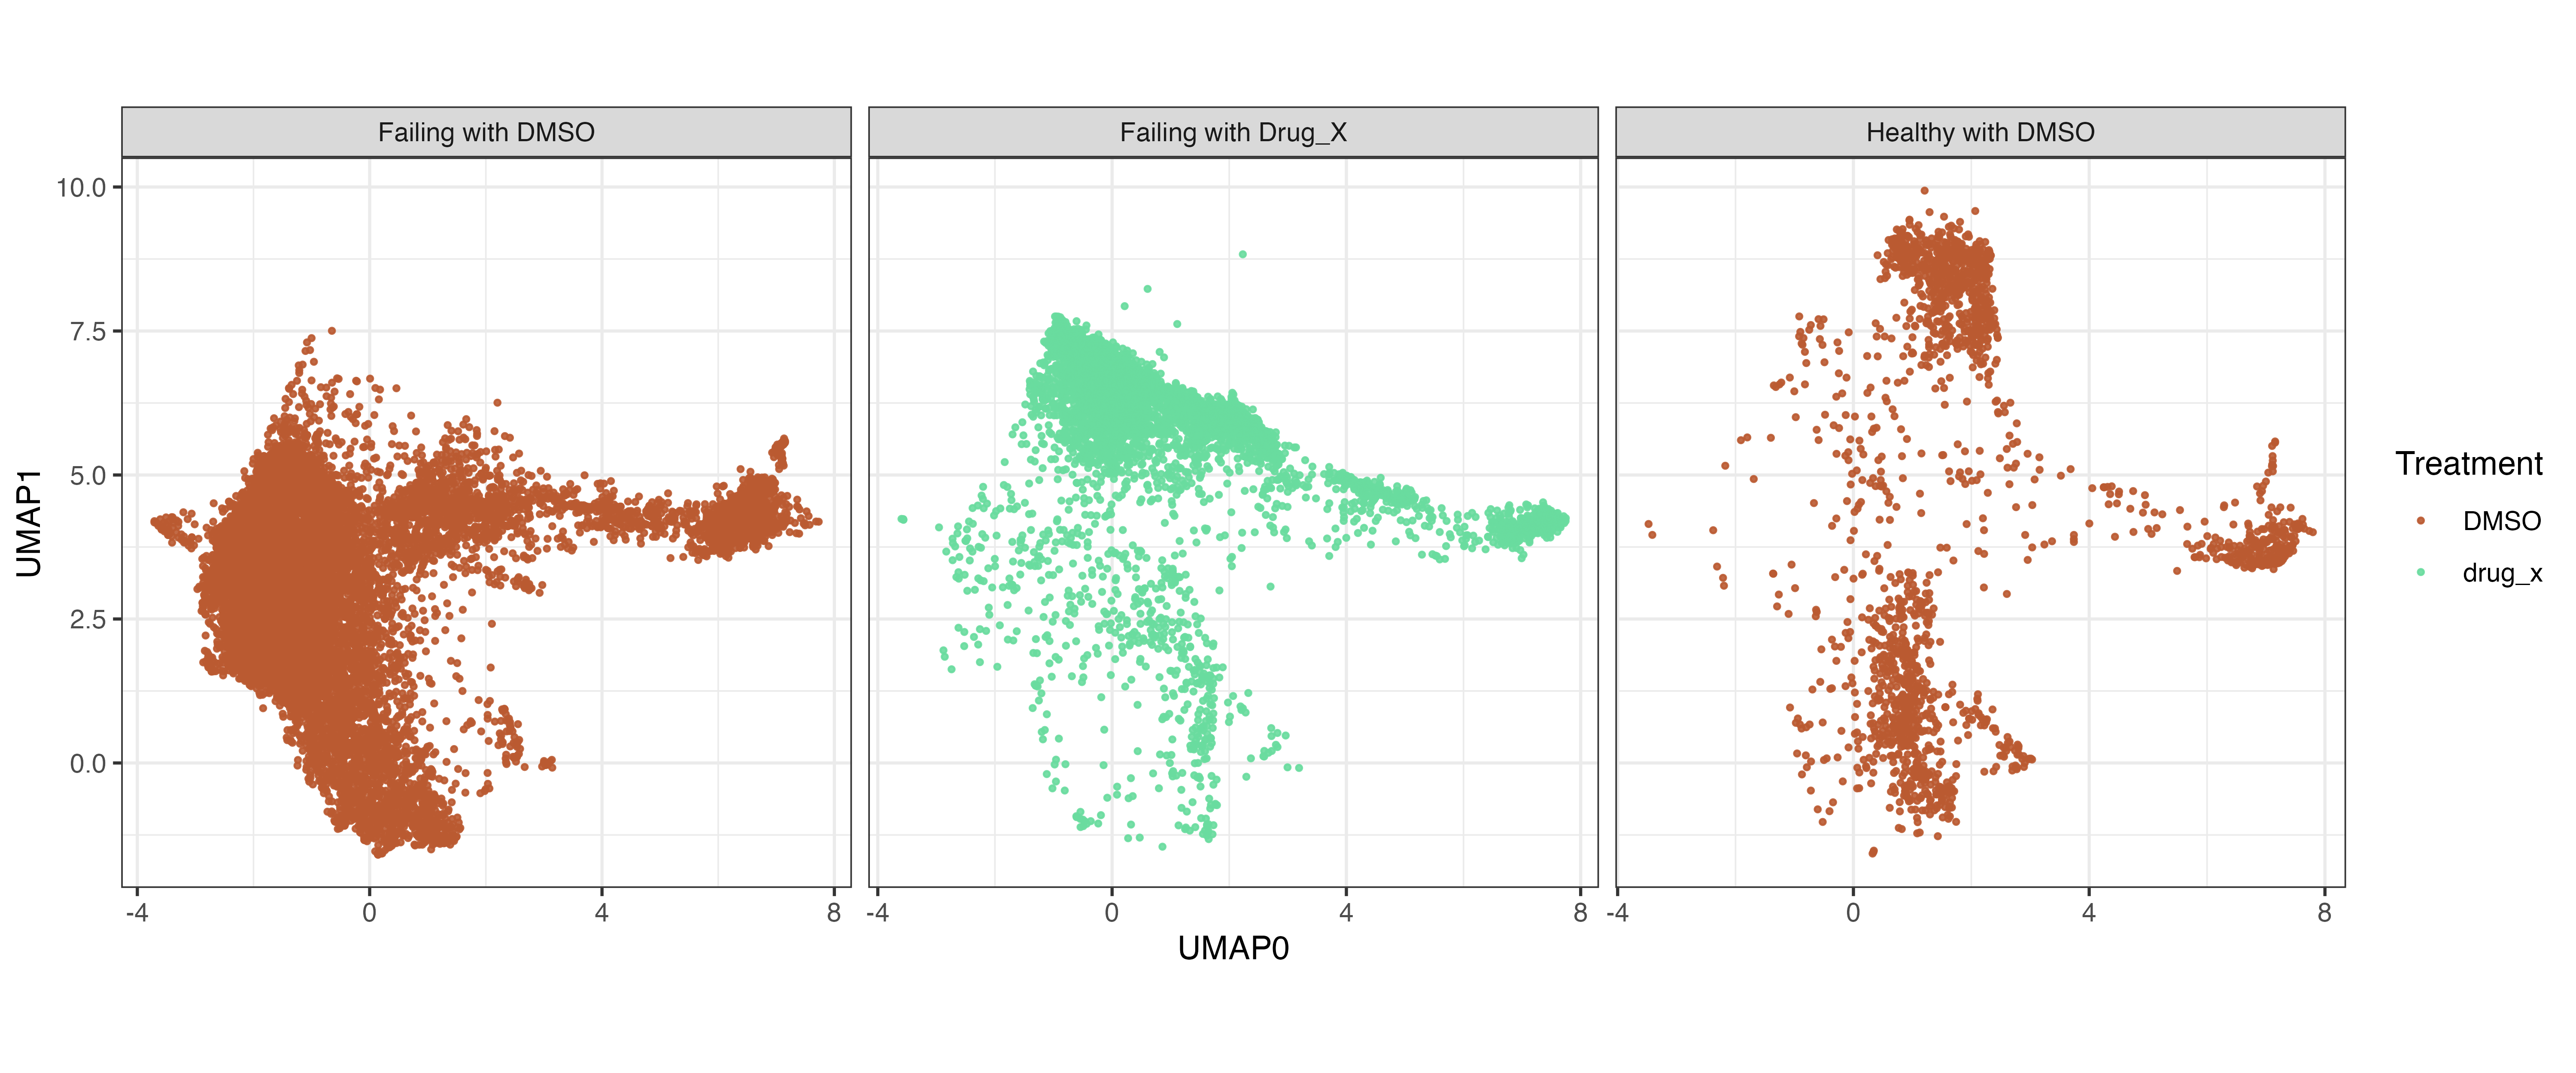 Failing with DMSO
Failing with Drug_X
Healthy with DMSO
10.0
7.5
5.0
2.5
0.0
UMAP1
-4 0 4 8
-4 0 4 8
-4 0 4 8
UMAP0
Treatment
DMSO
drug_x